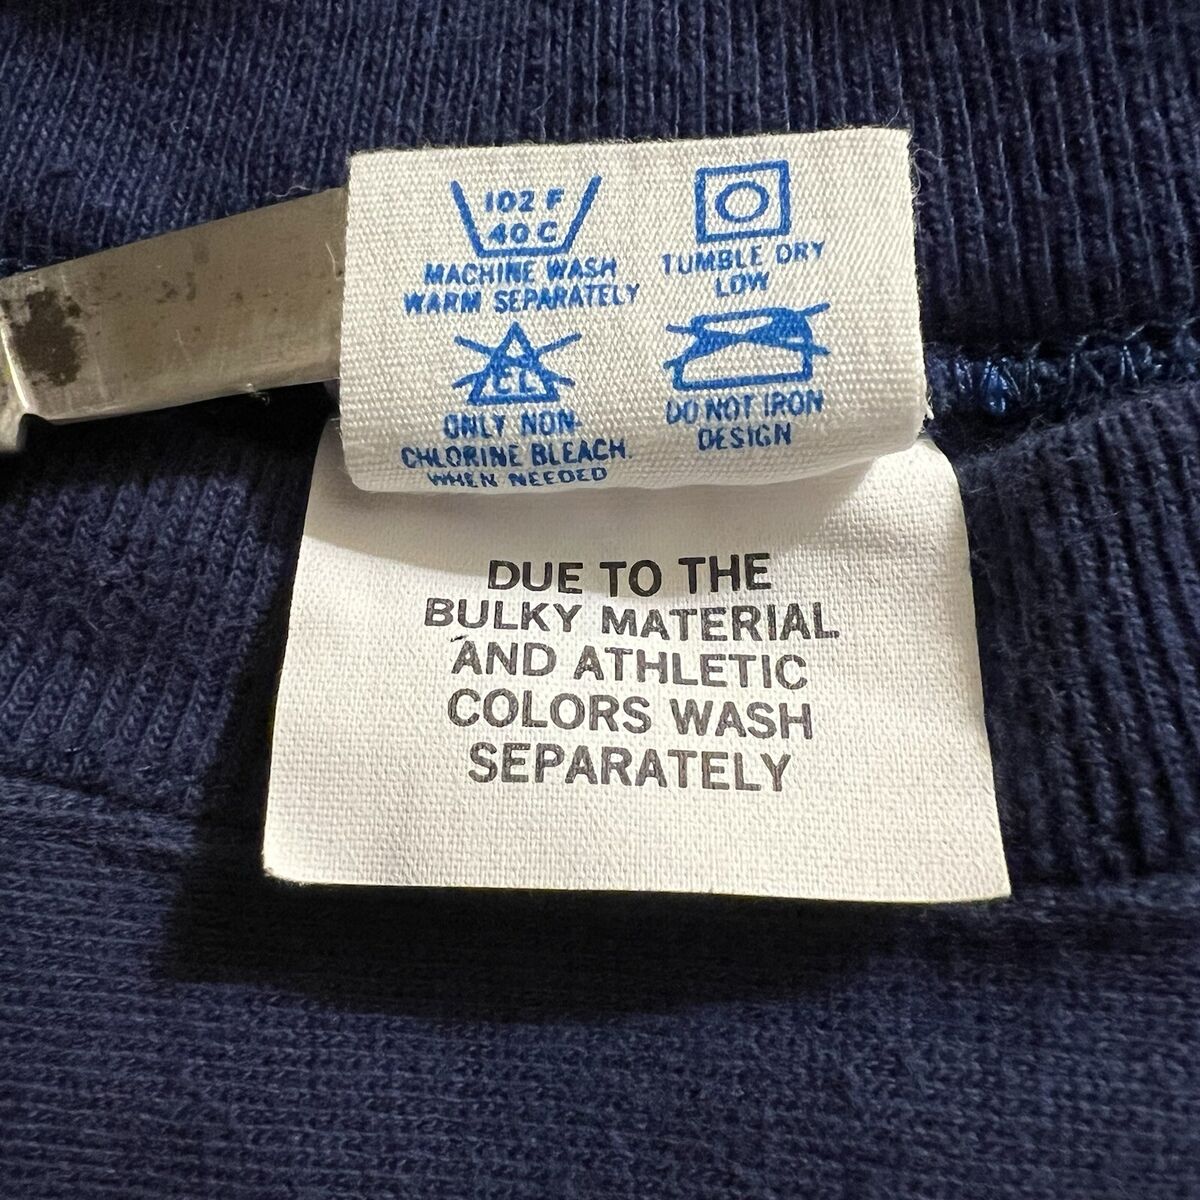 102 F
40 C
MACHINE WASH
WARM SEPARATELY
TUMBLE DRY
LOW
CL
ONLY NON-
CHLORINE BLEACH.
WHEN NEEDED
DO NOT IRON
DESIGN
DUE TO THE
BULKY MATERIAL
AND ATHLETIC
COLORS WASH
SEPARATELY